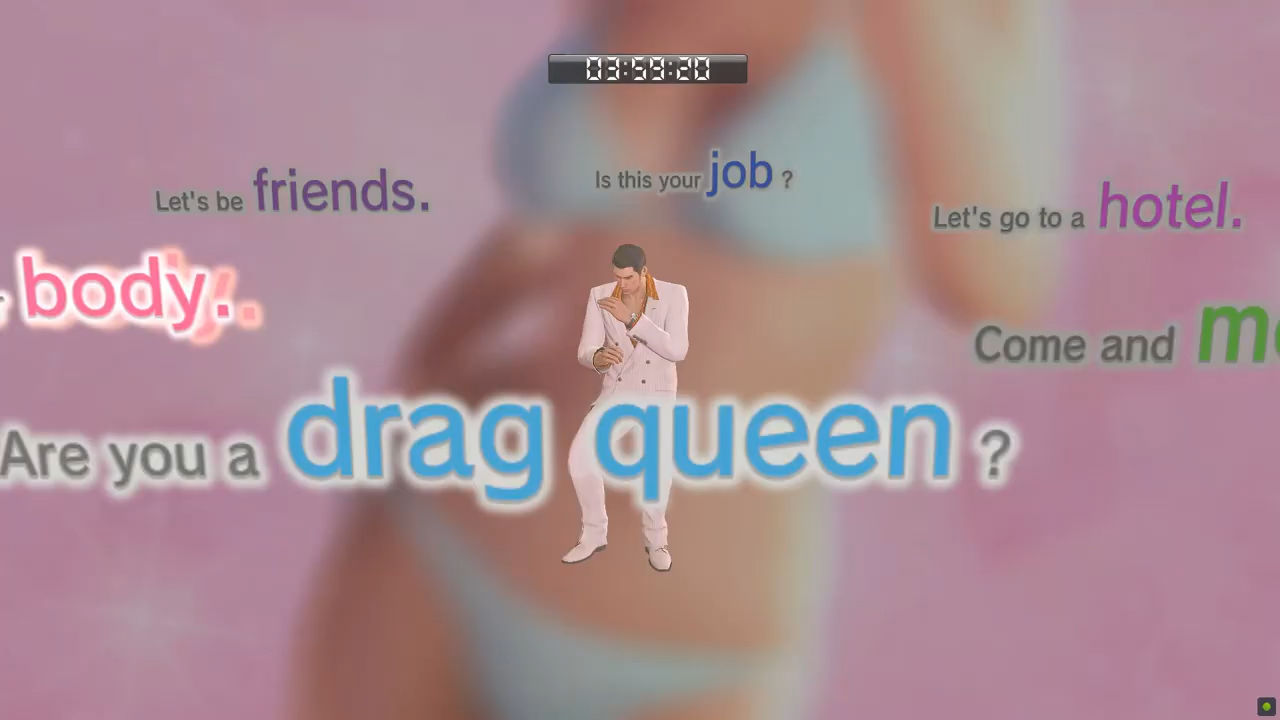 03:59:20
Is this your job ?
Let's be friends.
Let's go to a hotel.
body.
Come and
Are you a drag queen ?